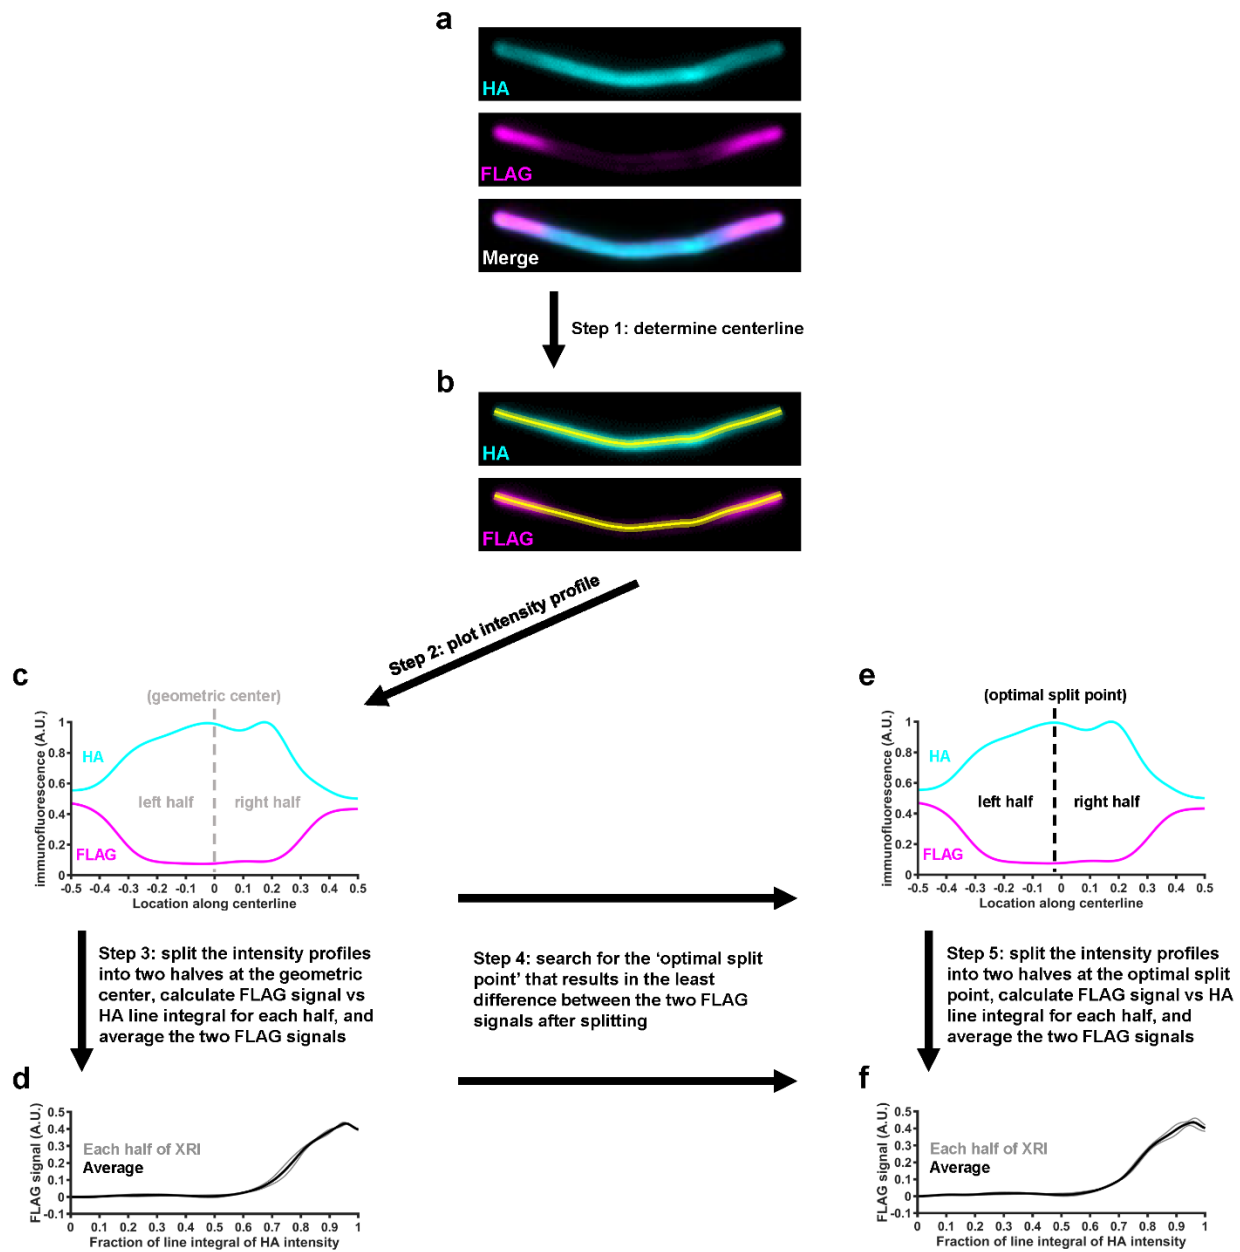 a
HA
FLAG
Merge
Step 1: determine centerline
b
HA
FLAG
Step 2: plot intensity profile
c
(geometric center)
immunofluorescence (A.U.)
1
0.8
0.6
0.4
0.2
0
HA
left half
right half
FLAG
-0.5 -0.4 -0.3 -0.2 -0.1 0 0.1 0.2 0.3 0.4 0.5
Location along centerline
e
(optimal split point)
immunofluorescence (A.U.)
1
0.8
0.6
0.4
0.2
0
HA
left half
right half
FLAG
-0.5 -0.4 -0.3 -0.2 -0.1 0 0.1 0.2 0.3 0.4 0.5
Location along centerline
Step 3: split the intensity profiles
into two halves at the geometric
center, calculate FLAG signal vs
HA line integral for each half, and
average the two FLAG signals
Step 4: search for the ‘optimal split
point’ that results in the least
difference between the two FLAG
signals after splitting
Step 5: split the intensity profiles
into two halves at the optimal split
point, calculate FLAG signal vs HA
line integral for each half, and
average the two FLAG signals
d
FLAG signal (A.U.)
0.5
0.4
0.3
0.2
0.1
0
-0.1
Each half of XRI
Average
0 0.1 0.2 0.3 0.4 0.5 0.6 0.7 0.8 0.9 1
Fraction of line integral of HA intensity
f
FLAG signal (A.U.)
0.5
0.4
0.3
0.2
0.1
0
-0.1
Each half of XRI
Average
0 0.1 0.2 0.3 0.4 0.5 0.6 0.7 0.8 0.9 1
Fraction of line integral of HA intensity